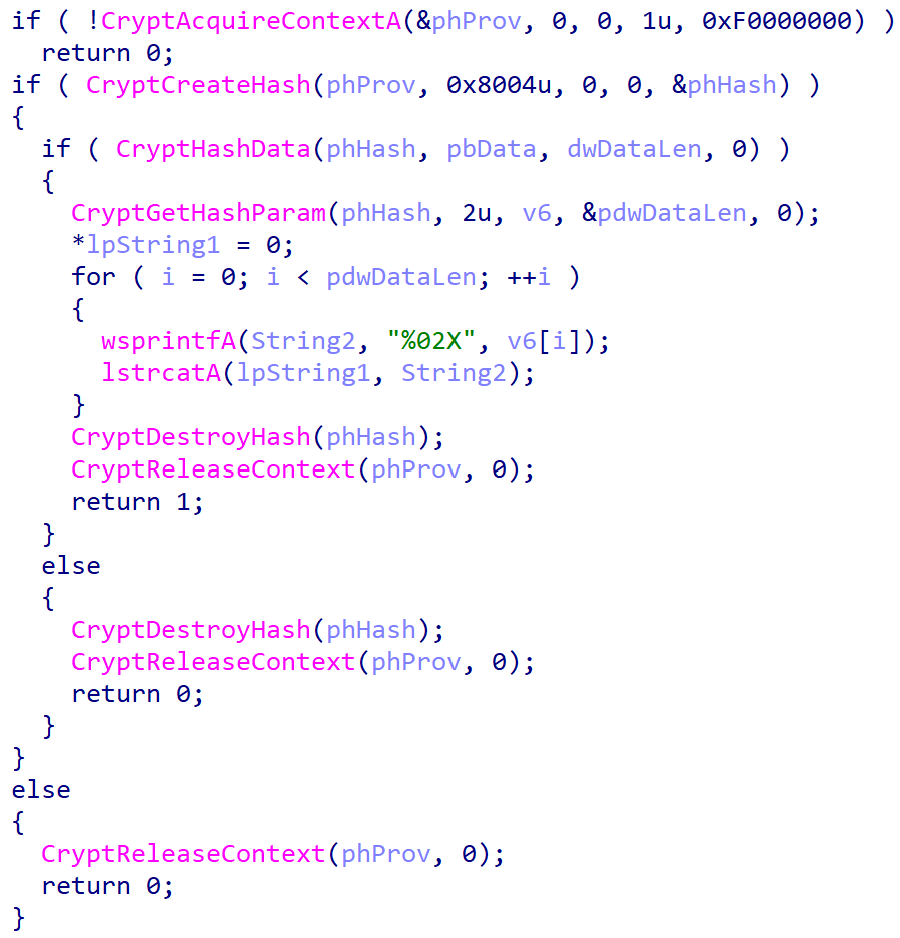 if ( !CryptAcquireContextA(&phProv, 0, 0, 1u, 0xF0000000) )
  return 0;
if ( CryptCreateHash(phProv, 0x8004u, 0, 0, &phHash) )
{
  if ( CryptHashData(phHash, pbData, dwDataLen, 0) )
  {
    CryptGetHashParam(phHash, 2u, v6, &pdwDataLen, 0);
    *lpString1 = 0;
    for ( i = 0; i < pdwDataLen; ++i )
    {
      wsprintfA(String2, "%02X", v6[i]);
      lstrcatA(lpString1, String2);
    }
    CryptDestroyHash(phHash);
    CryptReleaseContext(phProv, 0);
    return 1;
  }
  else
  {
    CryptDestroyHash(phHash);
    CryptReleaseContext(phProv, 0);
    return 0;
  }
}
else
{
  CryptReleaseContext(phProv, 0);
  return 0;
}